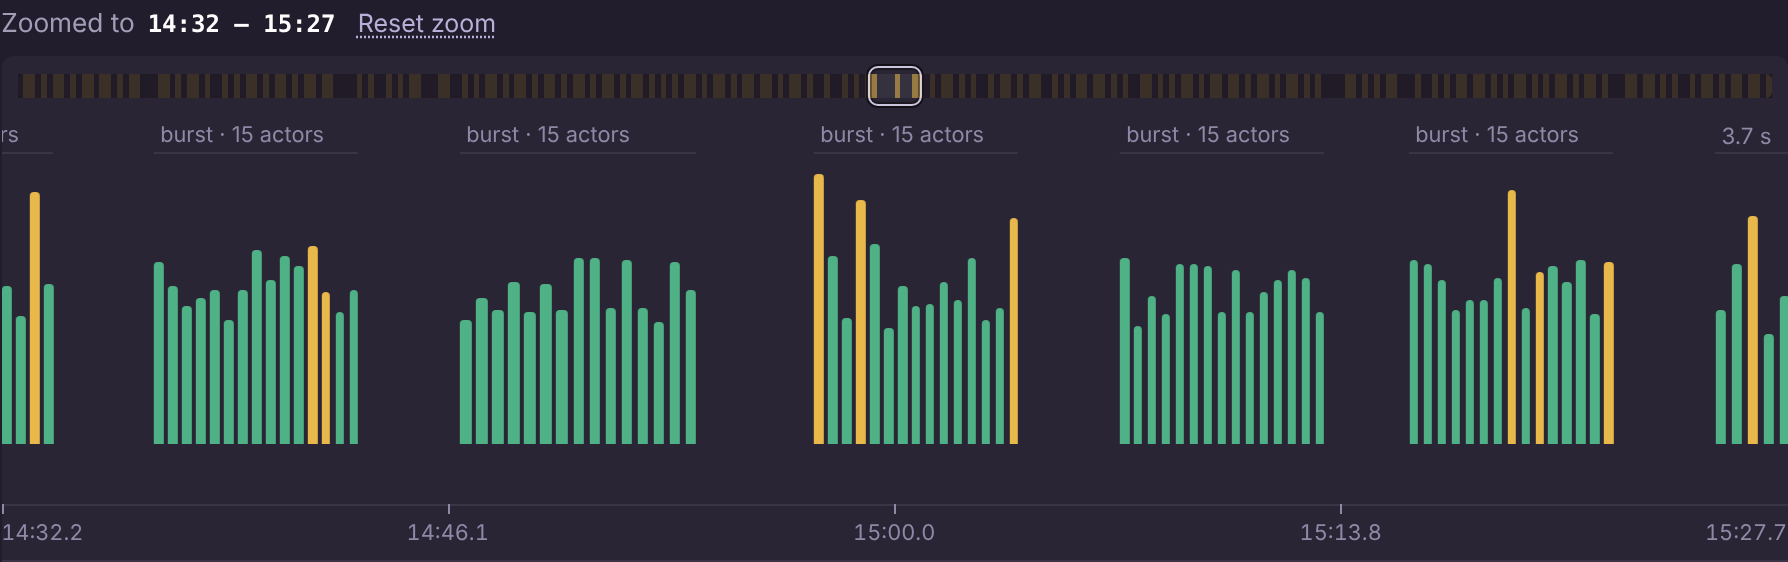 Zoomed to 14:32 – 15:27 Reset zoom
rs burst · 15 actors burst · 15 actors burst · 15 actors burst · 15 actors burst · 15 actors 3.7 s
14:32.2 14:46.1 15:00.0 15:13.8 15:27.7